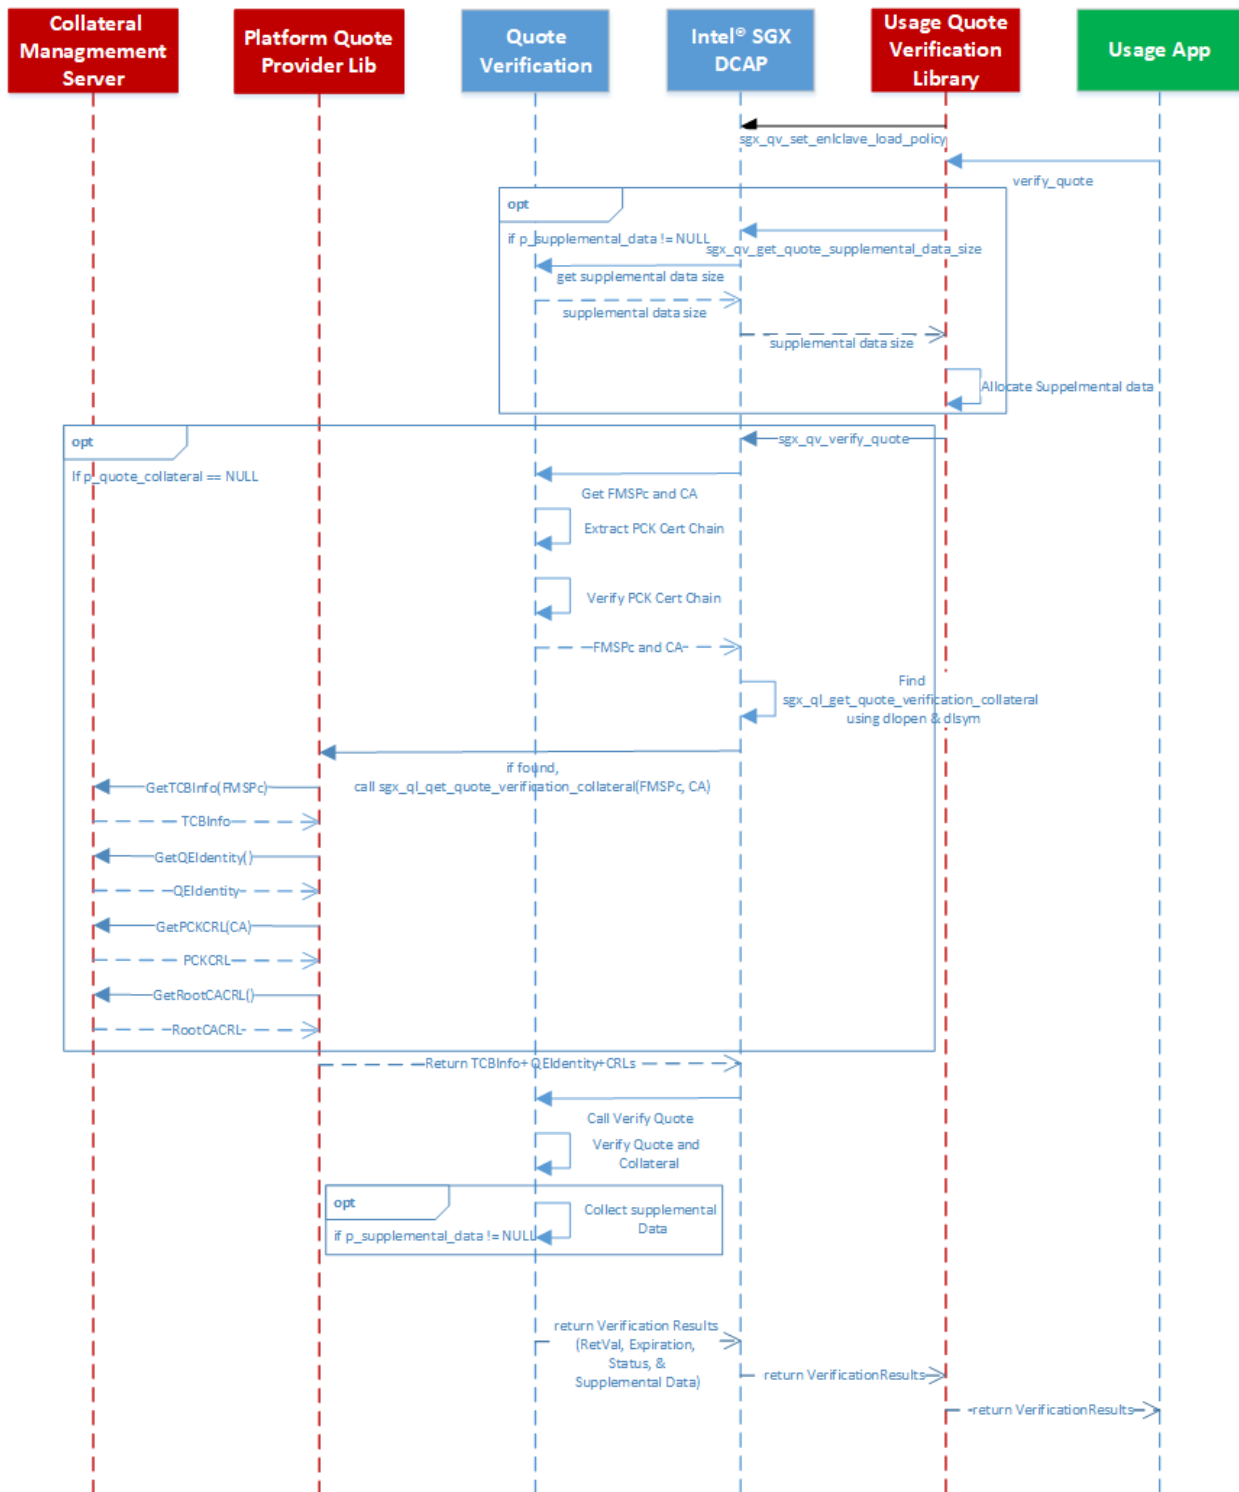 Collateral
Managmement
Server
Platform Quote
Provider Lib
Quote
Verification
Intel® SGX
DCAP
Usage Quote
Verification
Library
Usage App
sgx_qv_set_enlclave_load_policy
verify_quote
opt
if p_supplemental_data != NULL
sgx_qv_get_quote_supplemental_data_size
get supplemental data size
supplemental data size
supplemental data size
Allocate Suppelmental data
opt
If p_quote_collateral == NULL
sgx_qv_verify_quote
Get FMSPc and CA
Extract PCK Cert Chain
Verify PCK Cert Chain
FMSPc and CA
Find
sgx_ql_get_quote_verification_collateral
using dlopen & dlsym
if found,
call sgx_ql_qet_quote_verification_collateral(FMSPc, CA)
GetTCBInfo(FMSPc)
TCBInfo
GetQEIdentity()
QEIdentity
GetPCKCRL(CA)
PCKCRL
GetRootCACRL()
RootCACRL
Return TCBInfo+QEIdentity+CRLs
Call Verify Quote
Verify Quote and
Collateral
opt
if p_supplemental_data != NULL
Collect supplemental
Data
return Verification Results
(RetVal, Expiration,
Status, &
Supplemental Data)
return VerificationResults
return VerificationResults